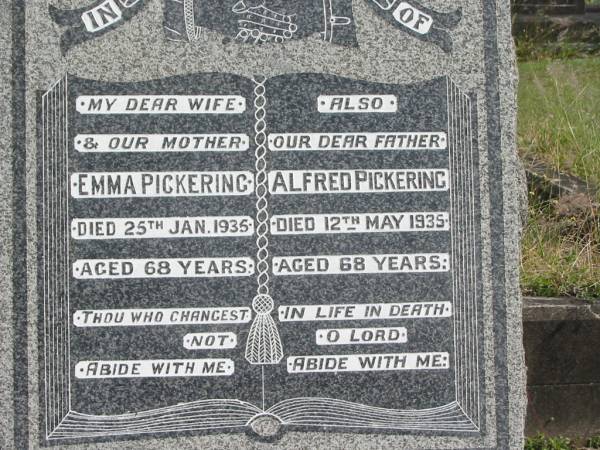 IN
OF
·MY DEAR WIFE·
·& OUR MOTHER·
·EMMA PICKERING·
·DIED 25TH JAN. 1935·
·AGED 68 YEARS;·
·THOU WHO CHANGEST
·NOT·
·ABIDE WITH ME·
·ALSO·
OUR DEAR FATHER·
ALFRED PICKERING
·DIED 12TH MAY 1935·
·AGED 68 YEARS:·
·IN LIFE IN DEATH·
·O LORD·
·ABIDE WITH ME:·